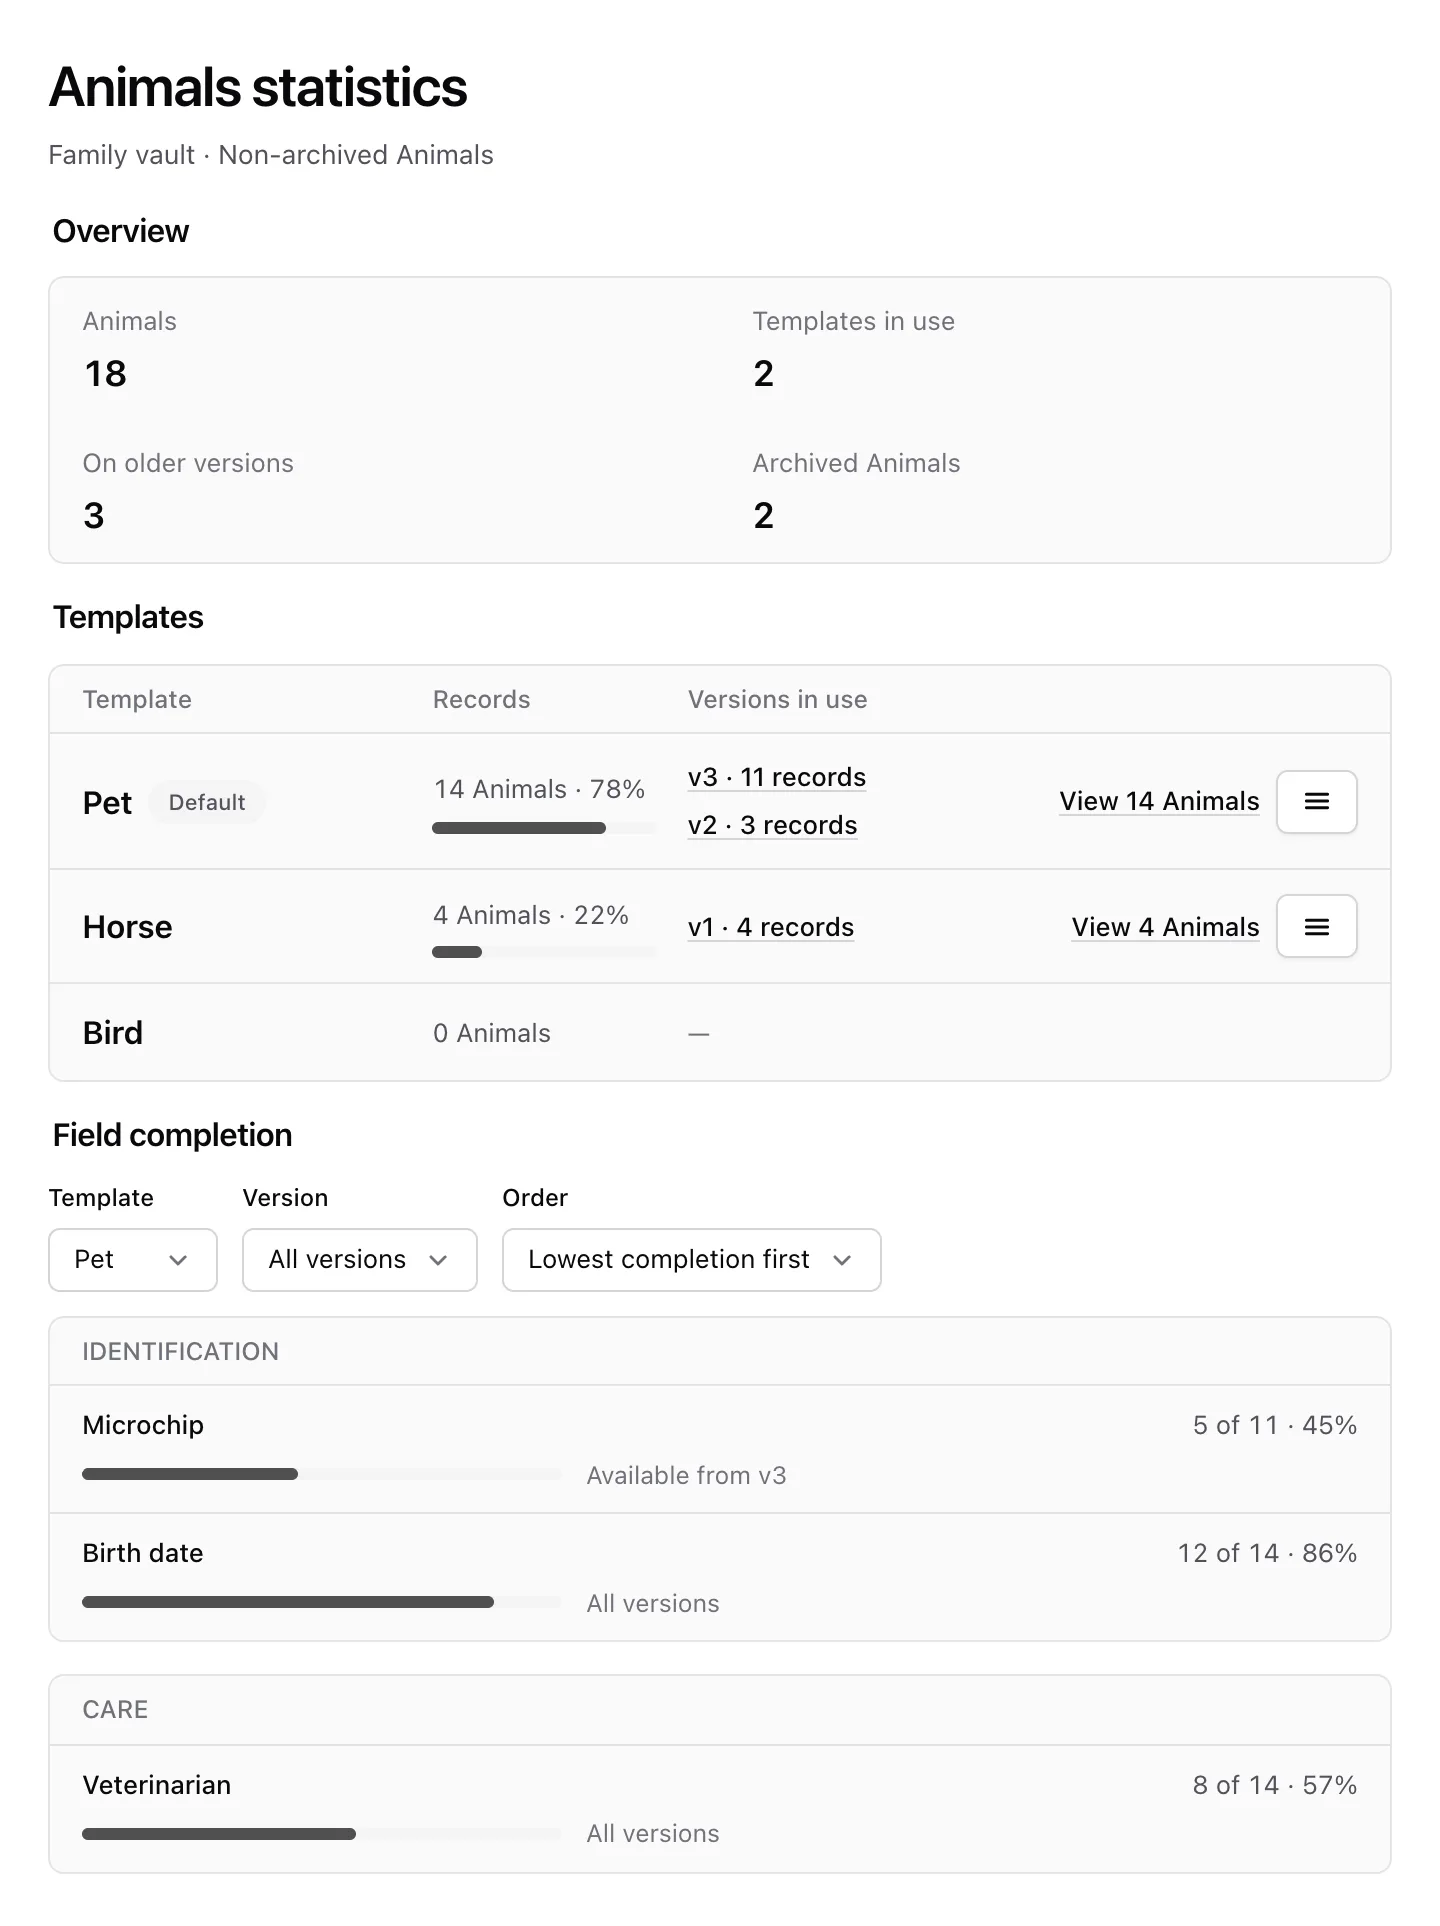 Animals statistics
Family vault · Non-archived Animals
Overview
Animals
18
Templates in use
2
On older versions
3
Archived Animals
2
Templates
Template Records Versions in use
Pet Default
14 Animals · 78%
v3 · 11 records
v2 · 3 records
View 14 Animals
Horse
4 Animals · 22%
v1 · 4 records
View 4 Animals
Bird
0 Animals
—
Field completion
Template
Pet
Version
All versions
Order
Lowest completion first
IDENTIFICATION
Microchip
5 of 11 · 45%
Available from v3
Birth date
12 of 14 · 86%
All versions
CARE
Veterinarian
8 of 14 · 57%
All versions